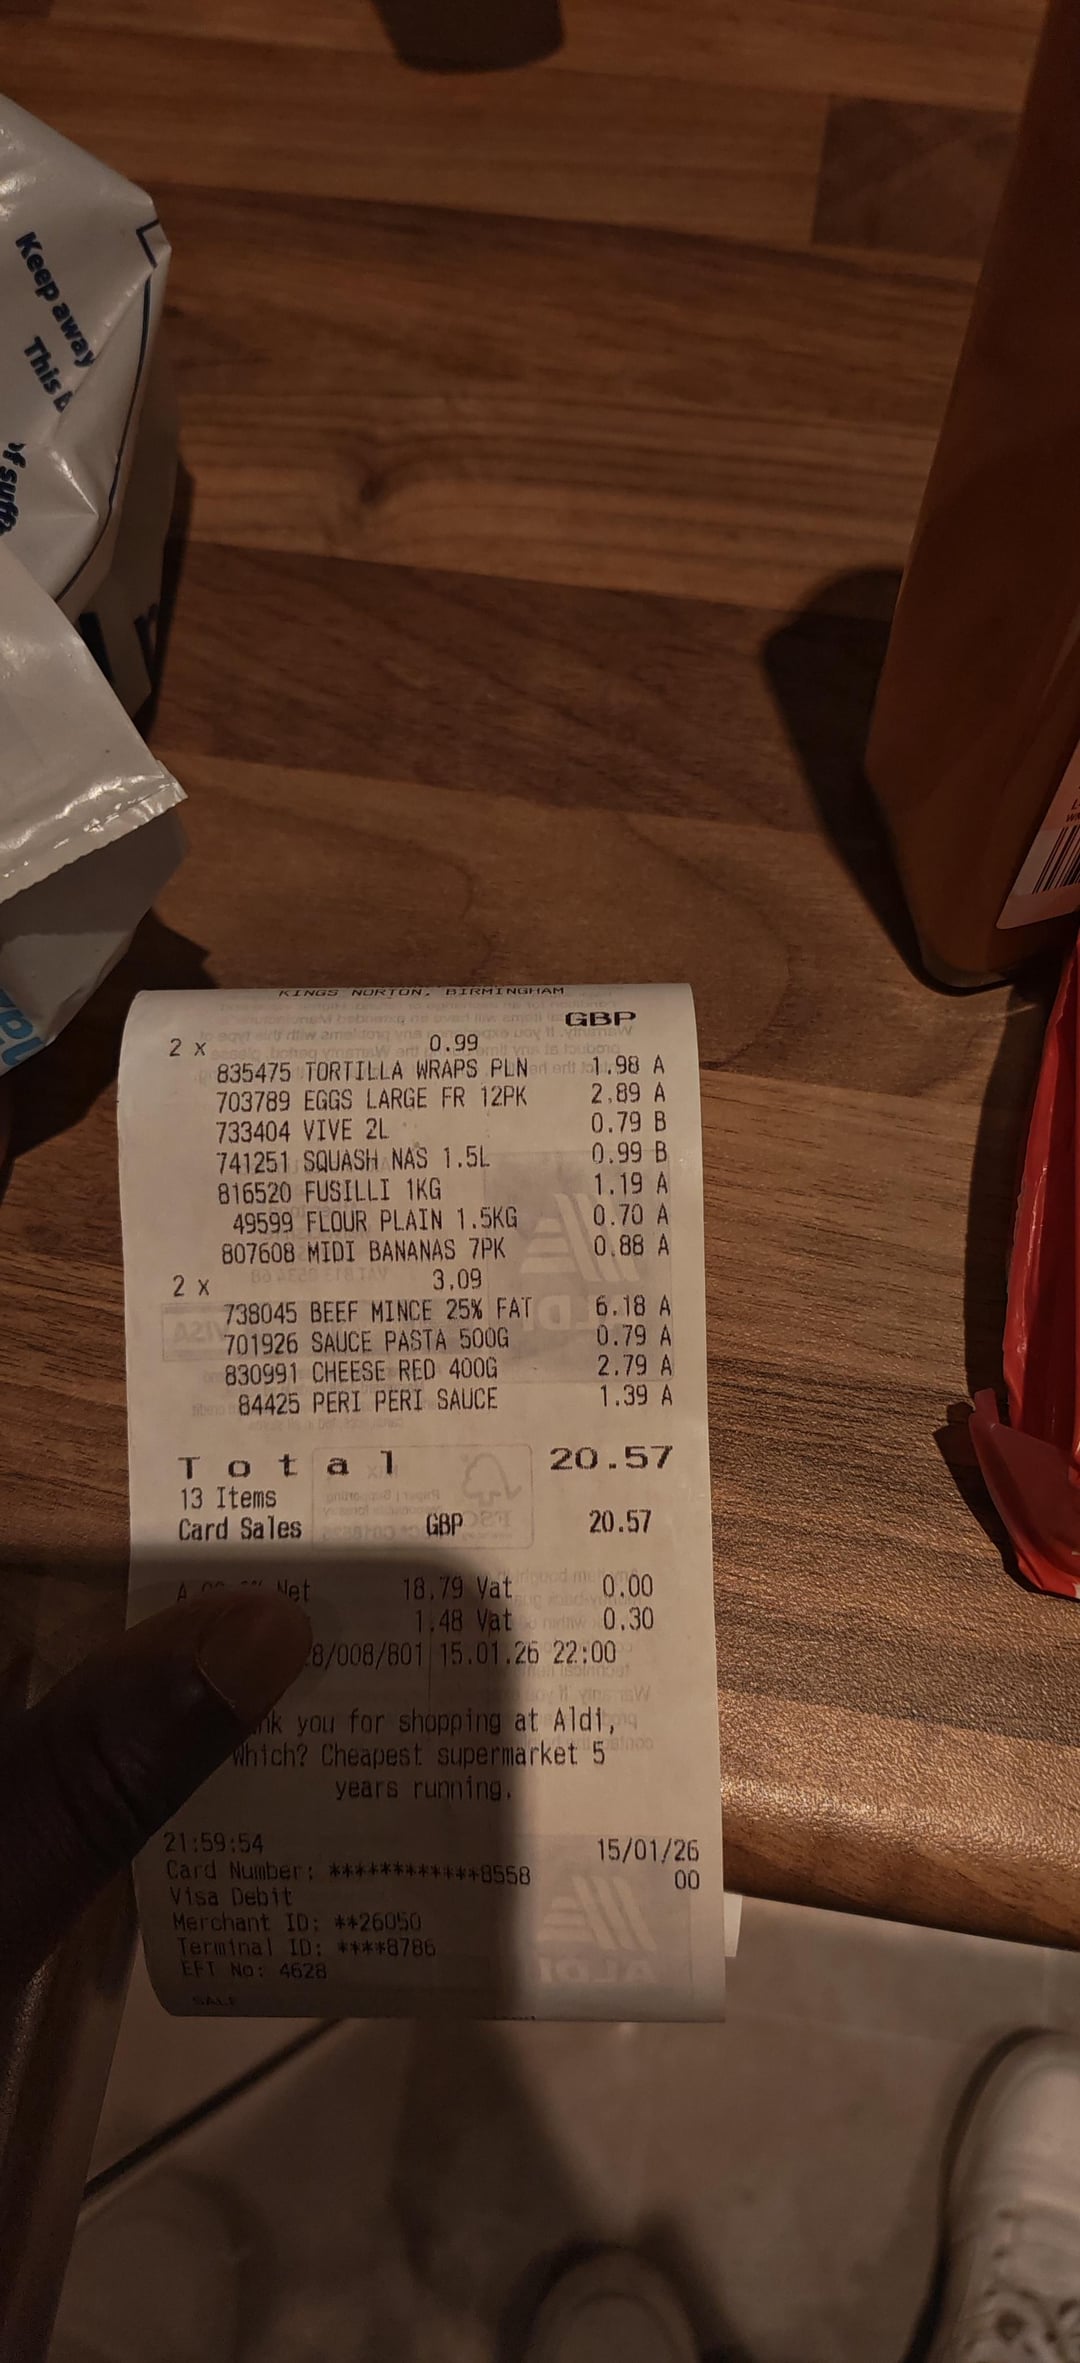 Keep away
This
of suff
KINGS NORTON, BIRMINGHAM
GBP
2 x 0.99
835475 TORTILLA WRAPS PLN 1.98 A
703789 EGGS LARGE FR 12PK 2.89 A
733404 VIVE 2L 0.79 B
741251 SQUASH NAS 1.5L 0.99 B
816520 FUSILLI 1KG 1.19 A
49599 FLOUR PLAIN 1.5KG 0.70 A
807608 MIDI BANANAS 7PK 0.88 A
2 x 3.09
738045 BEEF MINCE 25% FAT 6.18 A
701926 SAUCE PASTA 500G 0.79 A
830991 CHEESE RED 400G 2.79 A
84425 PERI PERI SAUCE 1.39 A
Total 20.57
13 Items
Card Sales GBP 20.57
A Net 18.79 Vat 0.00
1.48 Vat 0.30
8/008/801 15.01.26 22:00
nk you for shopping at Aldi,
Which? Cheapest supermarket 5
years running.
21:59:54 15/01/26
Card Number: ************8558 00
Visa Debit
Merchant ID: **26050
Terminal ID: ****8786
EFT No: 4628
SALE